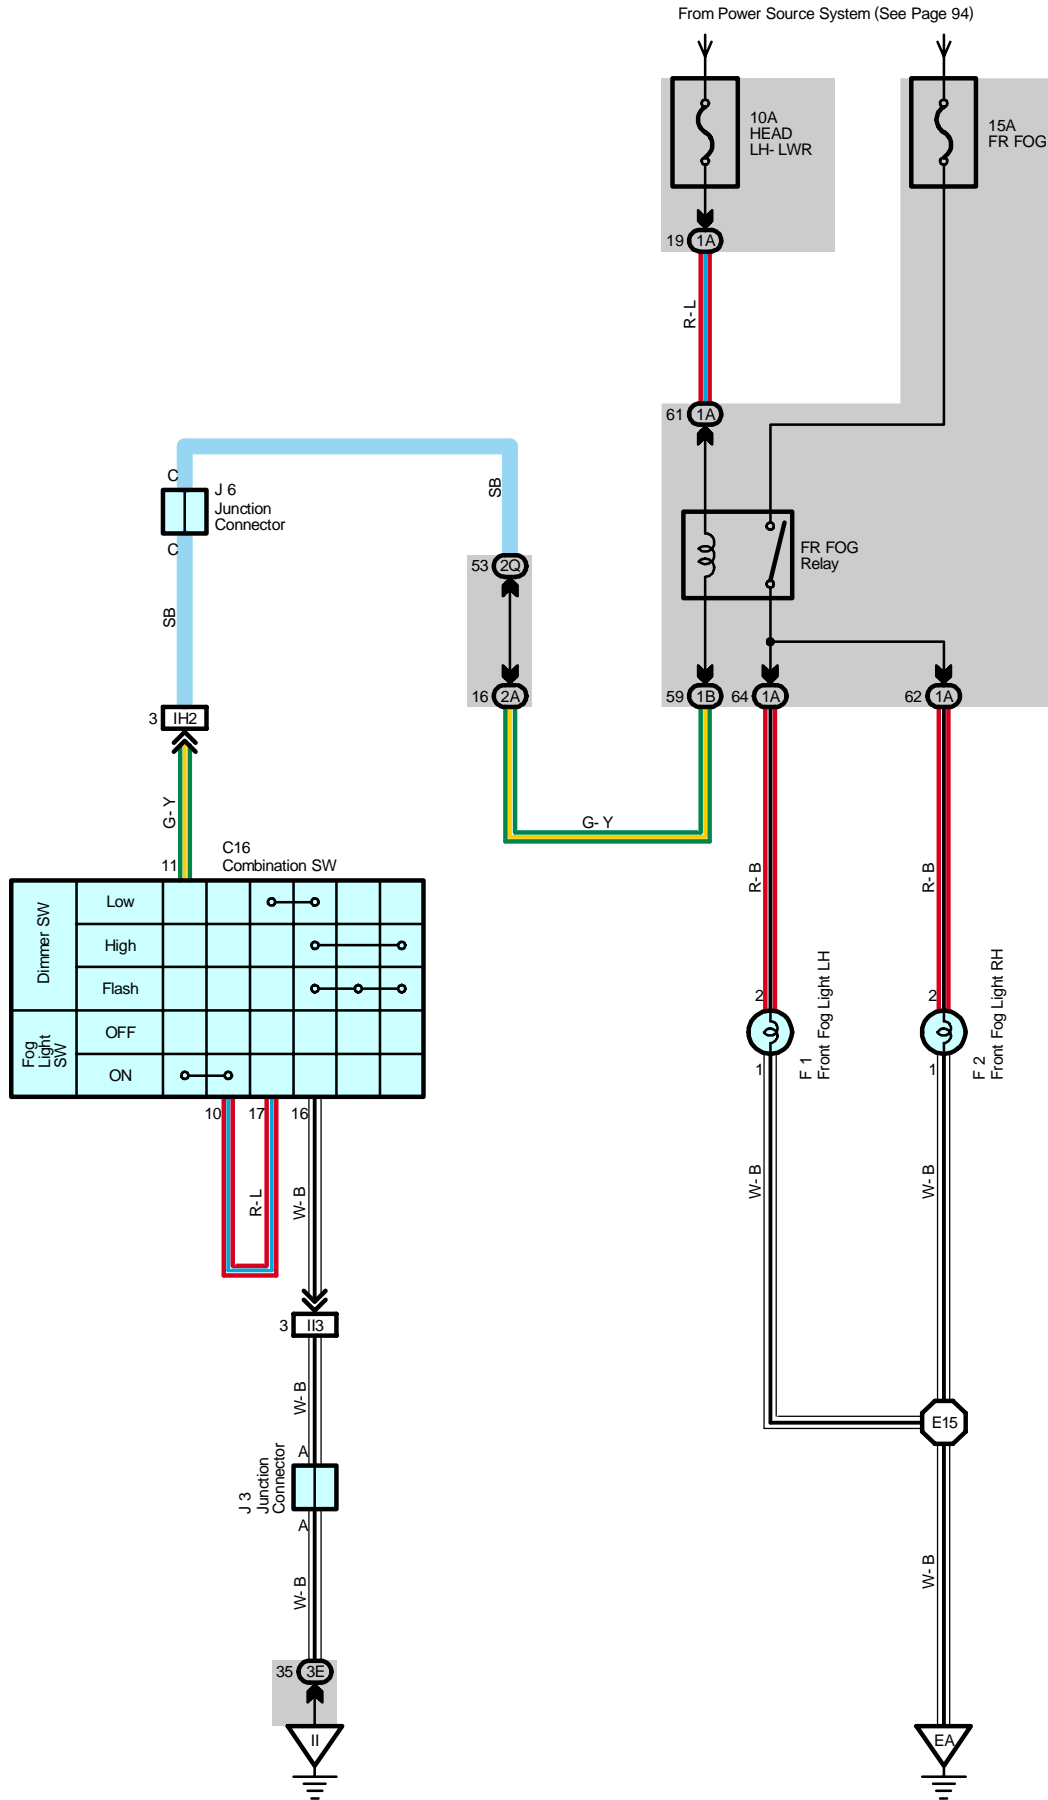 From Power Source System (See Page 94)
10A
HEAD
LH- LWR
15A
FR FOG
19 1A
R- L
61 1A
C
J 6
Junction
Connector
C
SB
SB
53 2Q
FR FOG
Relay
16 2A
59 1B
64 1A
62 1A
3 IH2
G- Y
G- Y
11
C16
Combination SW
R- B
R- B
Dimmer SW
Low
High
Flash
Fog
Light
SW
OFF
ON
2
2
F 1
Front Fog Light LH
F 2
Front Fog Light RH
1
1
10
17
16
R- L
W- B
W- B
W- B
3 II3
W- B
A
J 3
Junction
Connector
A
E15
W- B
W- B
35 3E
II
EA